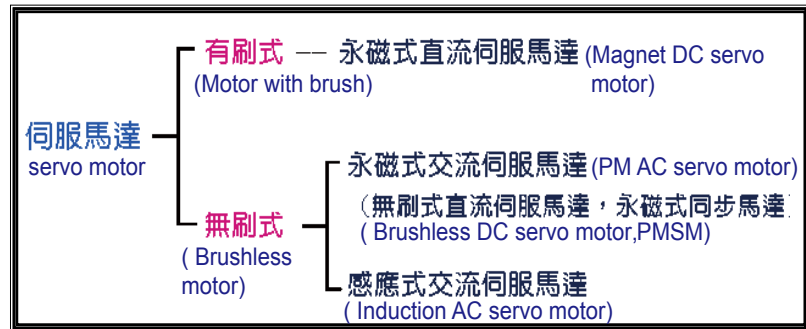 有刷式 -- 永磁式直流伺服馬達 (Magnet DC servo
(Motor with brush) motor)
伺服馬達
servo motor
永磁式交流伺服馬達 (PM AC servo motor)
(無刷式直流伺服馬達，永磁式同步馬達)
無刷式 ( Brushless DC servo motor,PMSM)
( Brushless
motor) 感應式交流伺服馬達
( Induction AC servo motor)